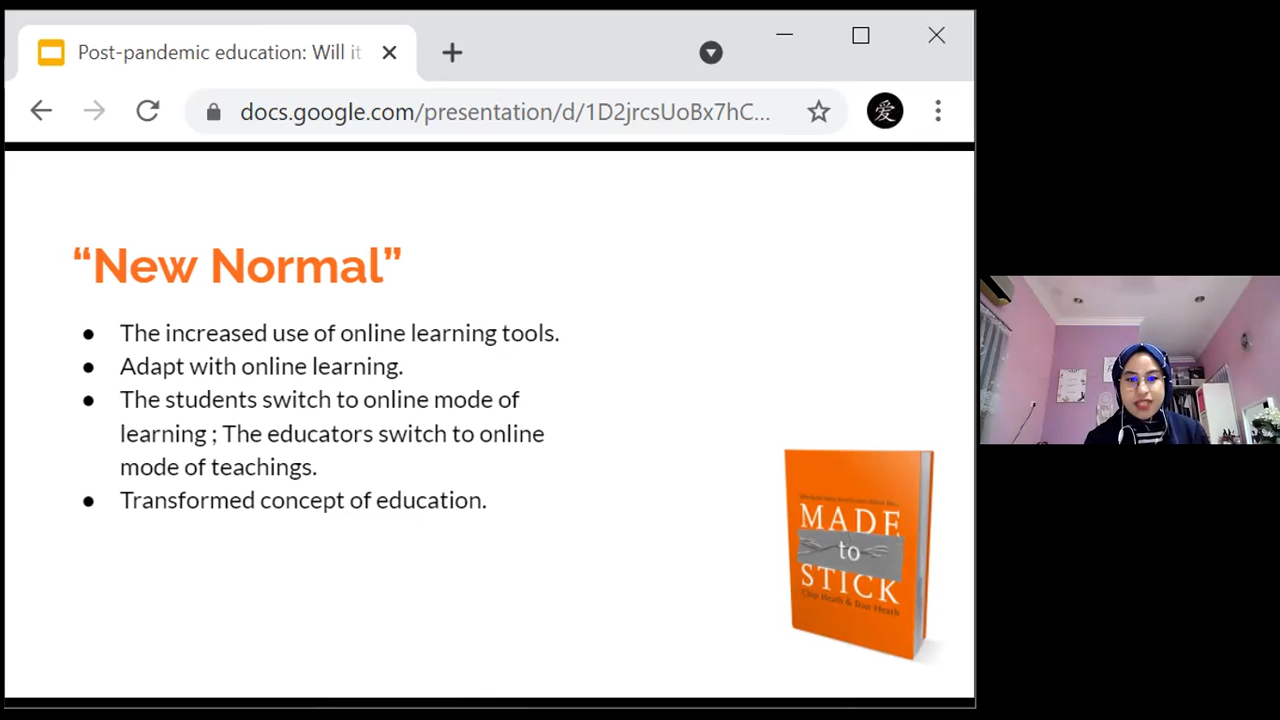 Post-pandemic education: Will it
docs.google.com/presentation/d/1D2jrcsUoBx7hC...
爱
“New Normal”
● The increased use of online learning tools.
● Adapt with online learning.
● The students switch to online mode of
learning ; The educators switch to online
mode of teachings.
● Transformed concept of education.
MADE
to
STICK
Chip Heath & Dan Heath